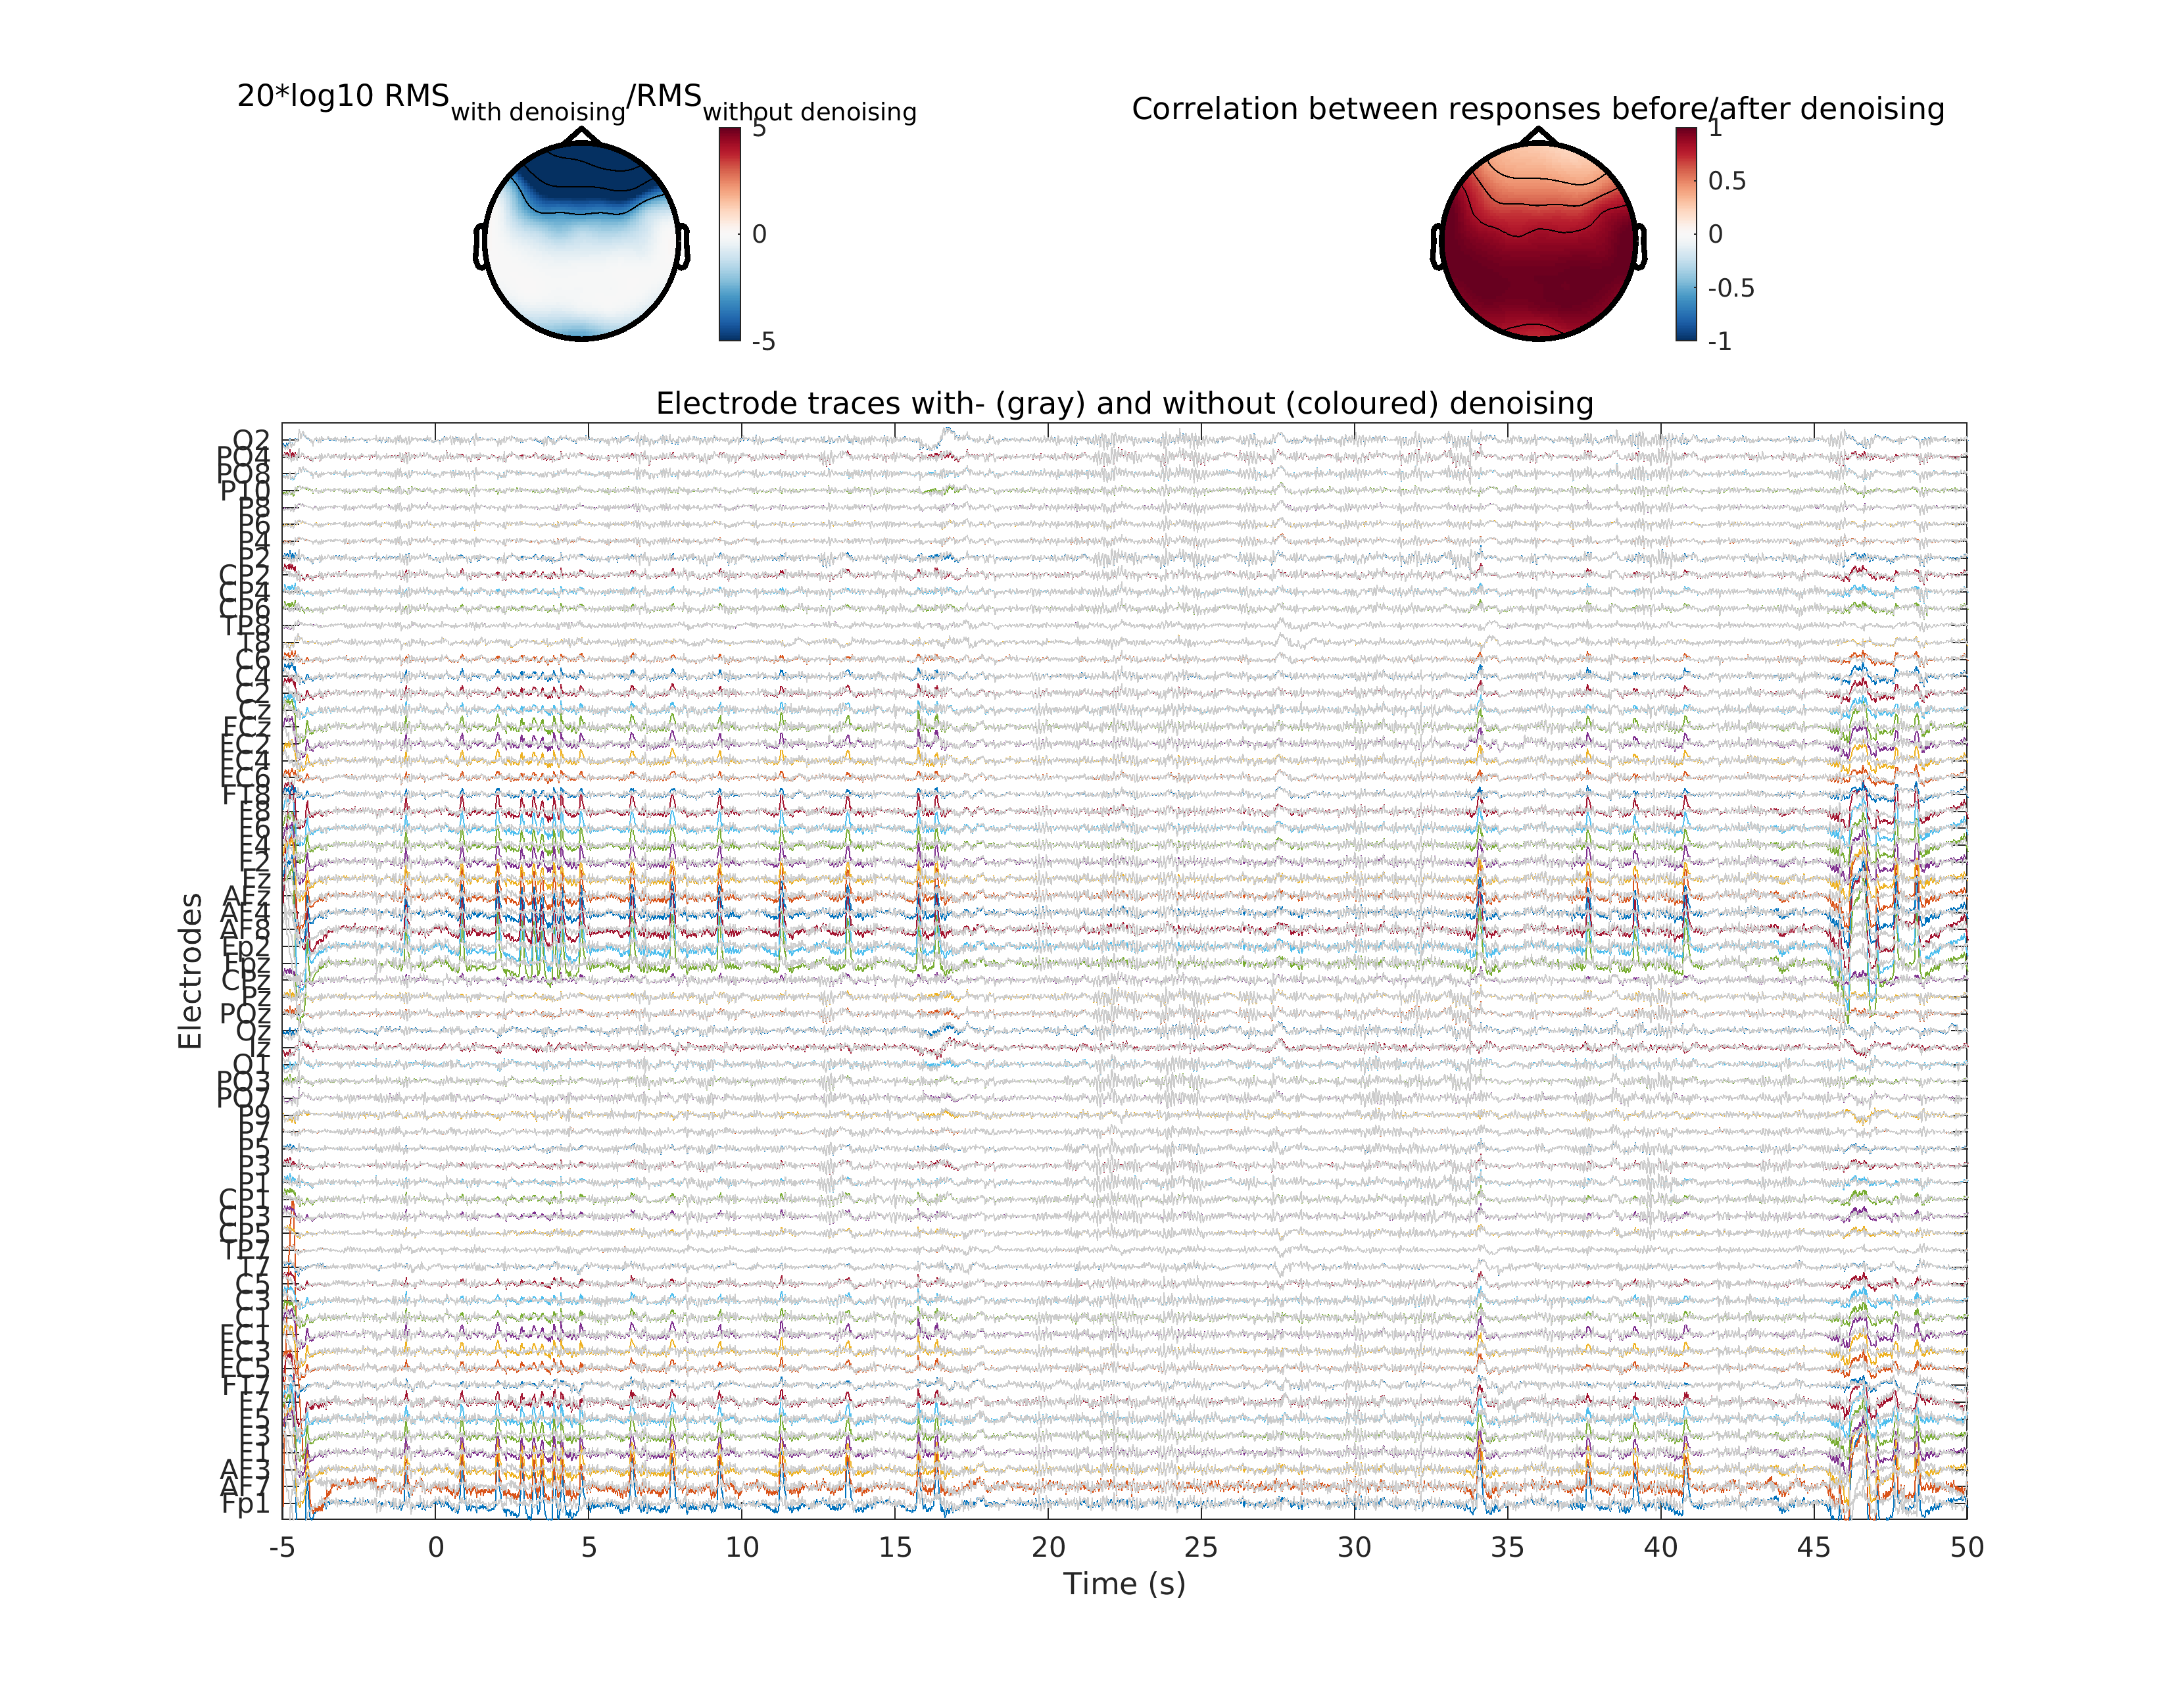 20*log10 RMSwith denoising/RMSwithout denoising
5
0
-5
Correlation between responses before/after denoising
1
0.5
0
-0.5
-1
Electrode traces with- (gray) and without (coloured) denoising
Electrodes
O2
PO4
PO8
P10
P8
P6
P4
P2
CP2
CP4
CP6
TP8
T8
C6
C4
C2
Cz
FCz
FC2
FC4
FC6
FT8
F8
F6
F4
F2
Fz
AFz
AF4
AF8
Fp2
Fpz
CPz
Pz
POz
Oz
Iz
O1
PO3
PO7
P9
P7
P5
P3
P1
CP1
CP3
CP5
TP7
T7
C5
C3
C1
FC1
FC3
FC5
FT7
F7
F5
F3
F1
AF3
AF7
Fp1
-5 0 5 10 15 20 25 30 35 40 45 50
Time (s)